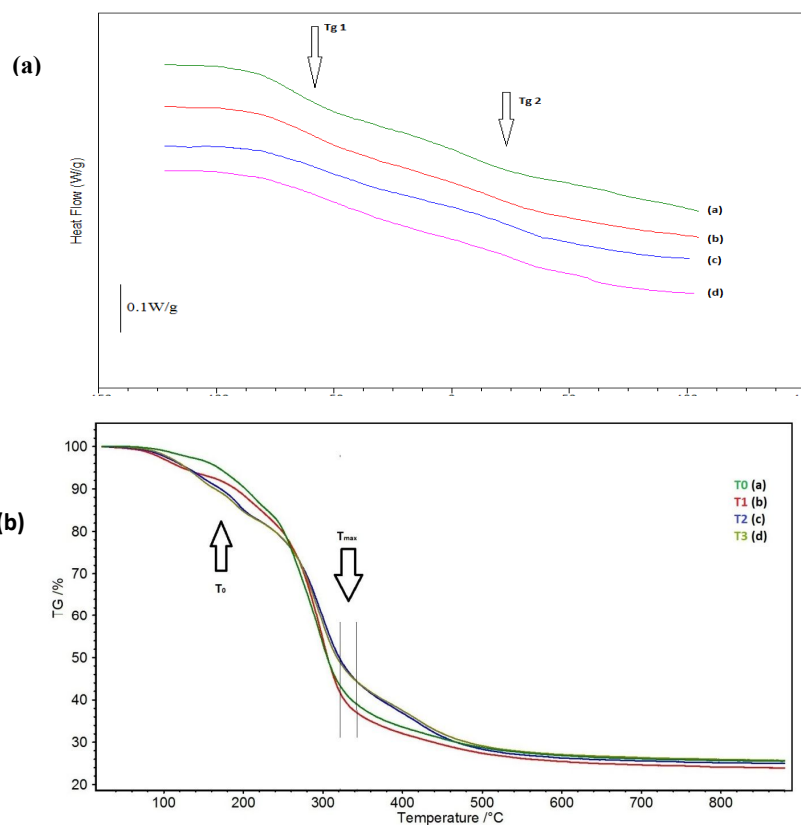 (a)
Tg 1
Tg 2
Heat Flow (W/g)
(a)
(b)
(c)
(d)
0.1W/g
(b)
100
90
80
70
60
50
40
30
20
TG /%
T0 (a)
T1 (b)
T2 (c)
T3 (d)
Tmax
T0
100 200 300 400 500 600 700 800
Temperature /°C